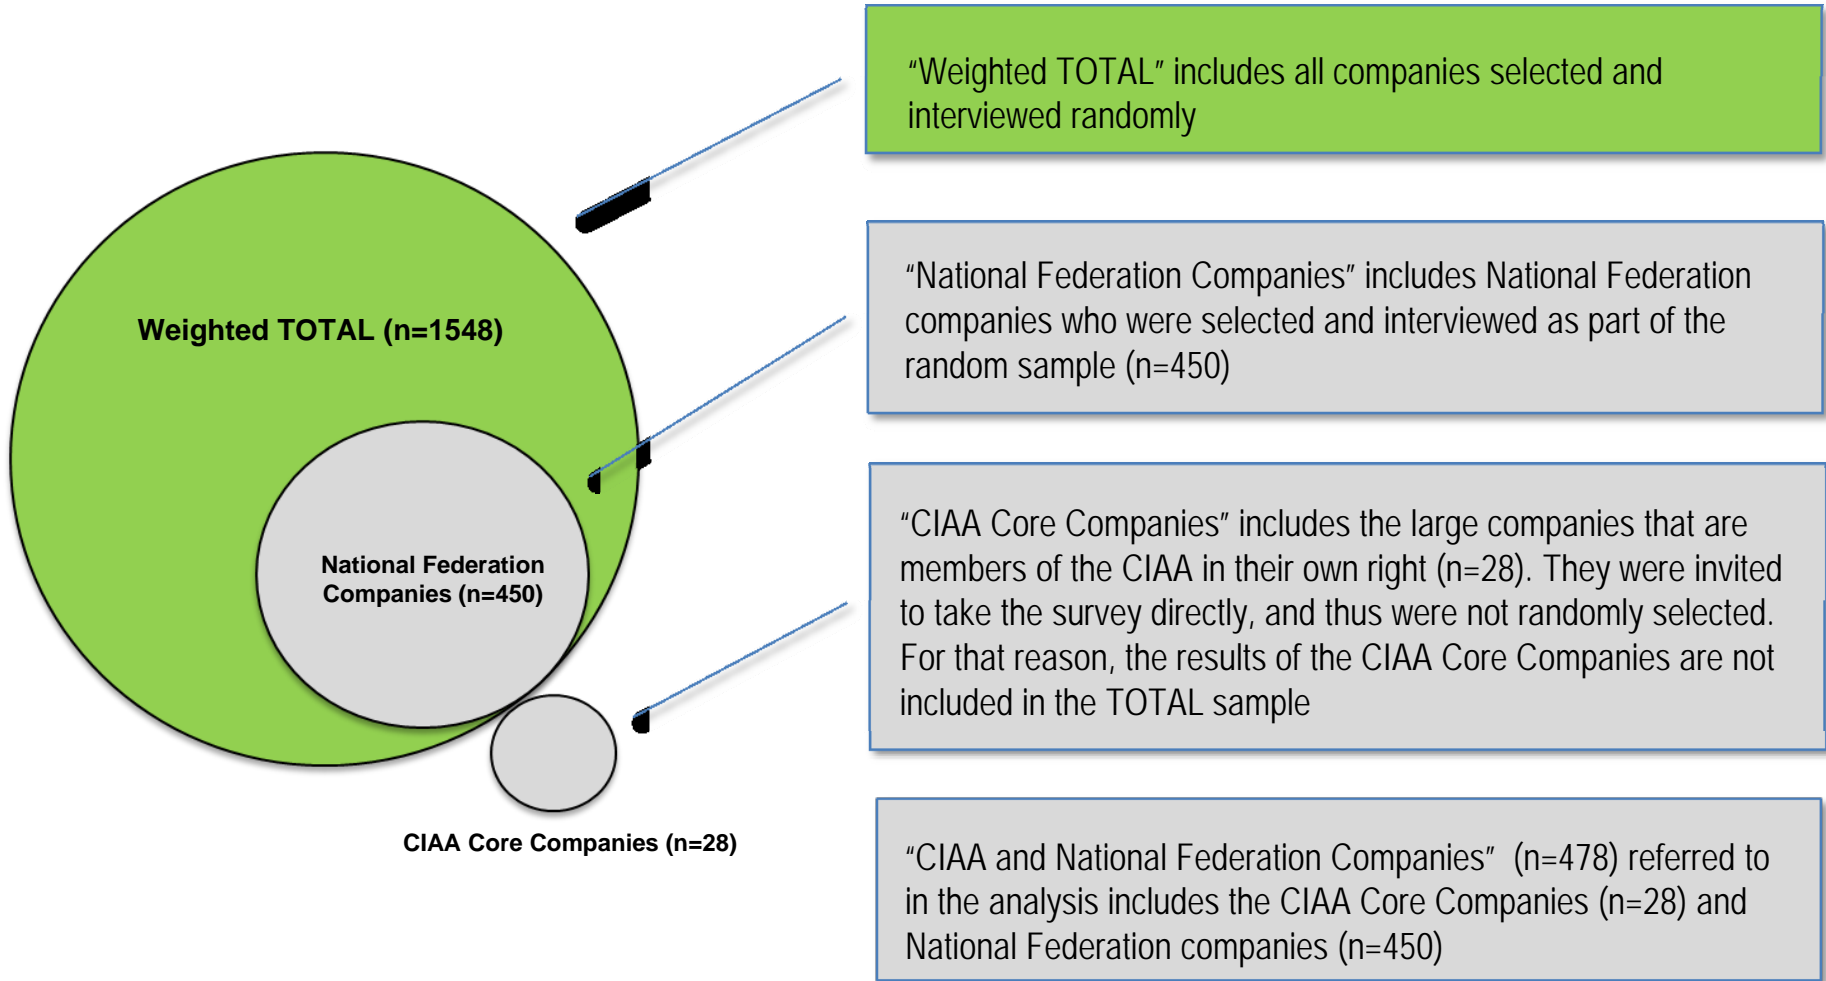 “Weighted TOTAL” includes all companies selected and
interviewed randomly
Weighted TOTAL (n=1548)
“National Federation Companies” includes National Federation
companies who were selected and interviewed as part of the
random sample (n=450)
National Federation
Companies (n=450)
“CIAA Core Companies” includes the large companies that are
members of the CIAA in their own right (n=28). They were invited
to take the survey directly, and thus were not randomly selected.
For that reason, the results of the CIAA Core Companies are not
included in the TOTAL sample
CIAA Core Companies (n=28)
“CIAA and National Federation Companies” (n=478) referred to
in the analysis includes the CIAA Core Companies (n=28) and
National Federation companies (n=450)